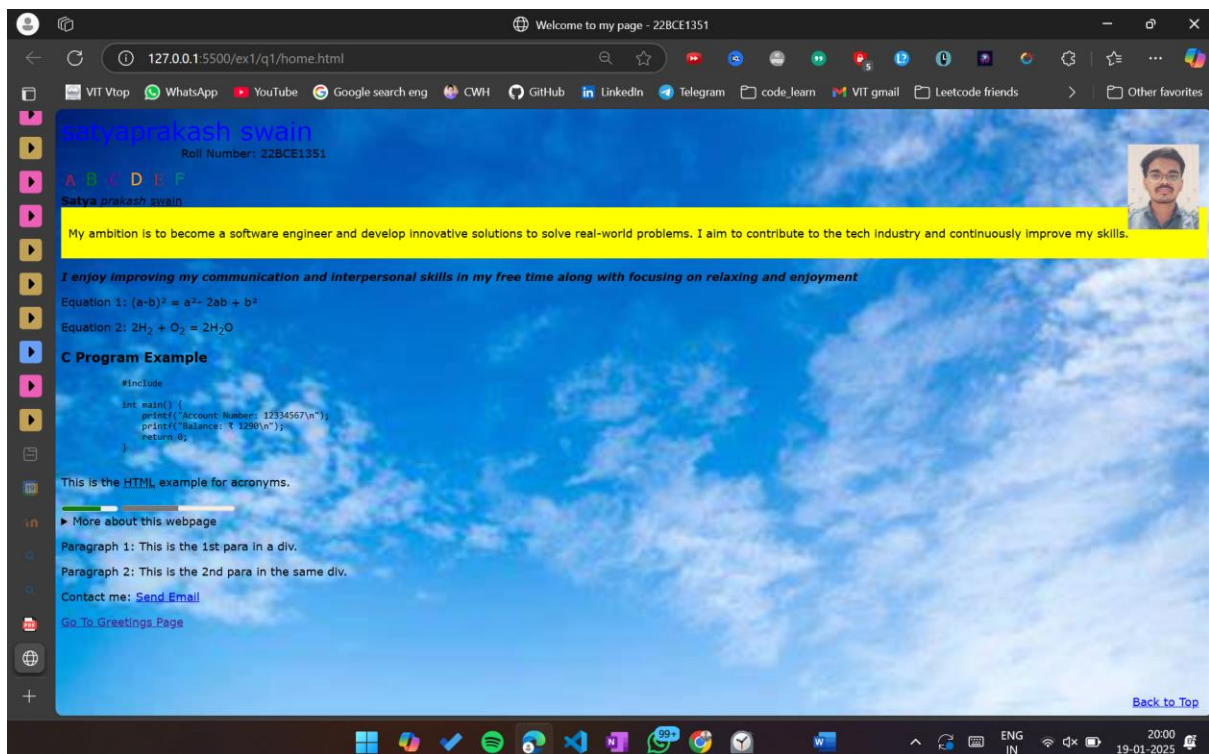 Welcome to my page - 22BCE1351
127.0.0.1:5500/ex1/q1/home.html
5
VIT Vtop WhatsApp YouTube Google search eng CWH GitHub LinkedIn Telegram code_learn VIT gmail Leetcode friends Other favorites
satyaprakash swain
Roll Number: 22BCE1351
A B C D E F
Satya prakash swain
My ambition is to become a software engineer and develop innovative solutions to solve real-world problems. I aim to contribute to the tech industry and continuously improve my skills.
I enjoy improving my communication and interpersonal skills in my free time along with focusing on relaxing and enjoyment
Equation 1: (a-b)² = a²- 2ab + b²
Equation 2: 2H₂ + O₂ = 2H₂O
C Program Example
#include
int main() {
printf("Account Number: 12334567\n");
printf("Balance: ₹ 1290\n");
return 0;
}
This is the HTML example for acronyms.
More about this webpage
Paragraph 1: This is the 1st para in a div.
Paragraph 2: This is the 2nd para in the same div.
Contact me: Send Email
Go To Greetings Page
Back to Top
99+
ENG
IN
20:00
19-01-2025